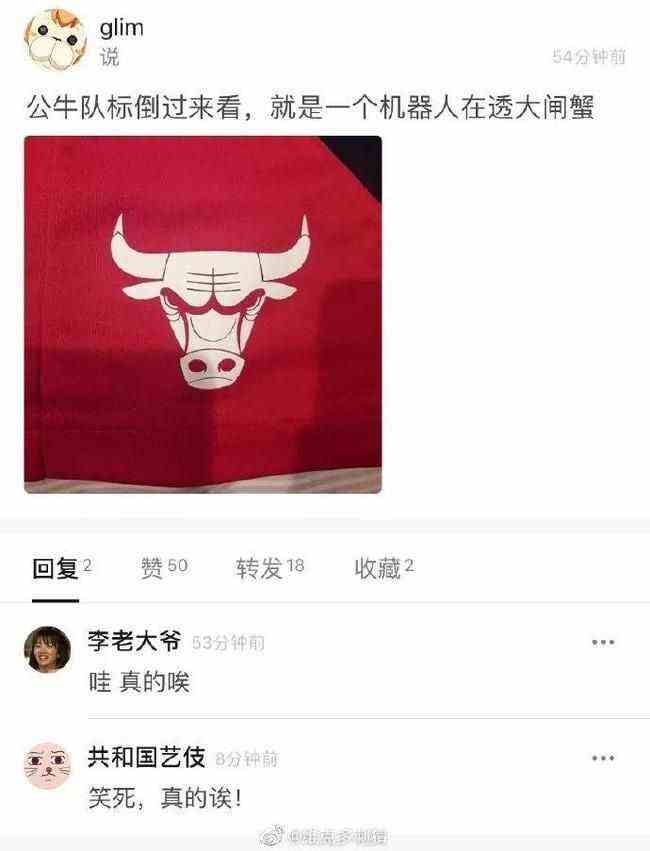 glim
说
54分钟前
公牛队标倒过来看，就是一个机器人在透大闸蟹
回复 2 赞 50 转发 18 收藏 2
李老大爷 53分钟前
哇 真的唉
共和国艺伎 8分钟前
笑死，真的诶！